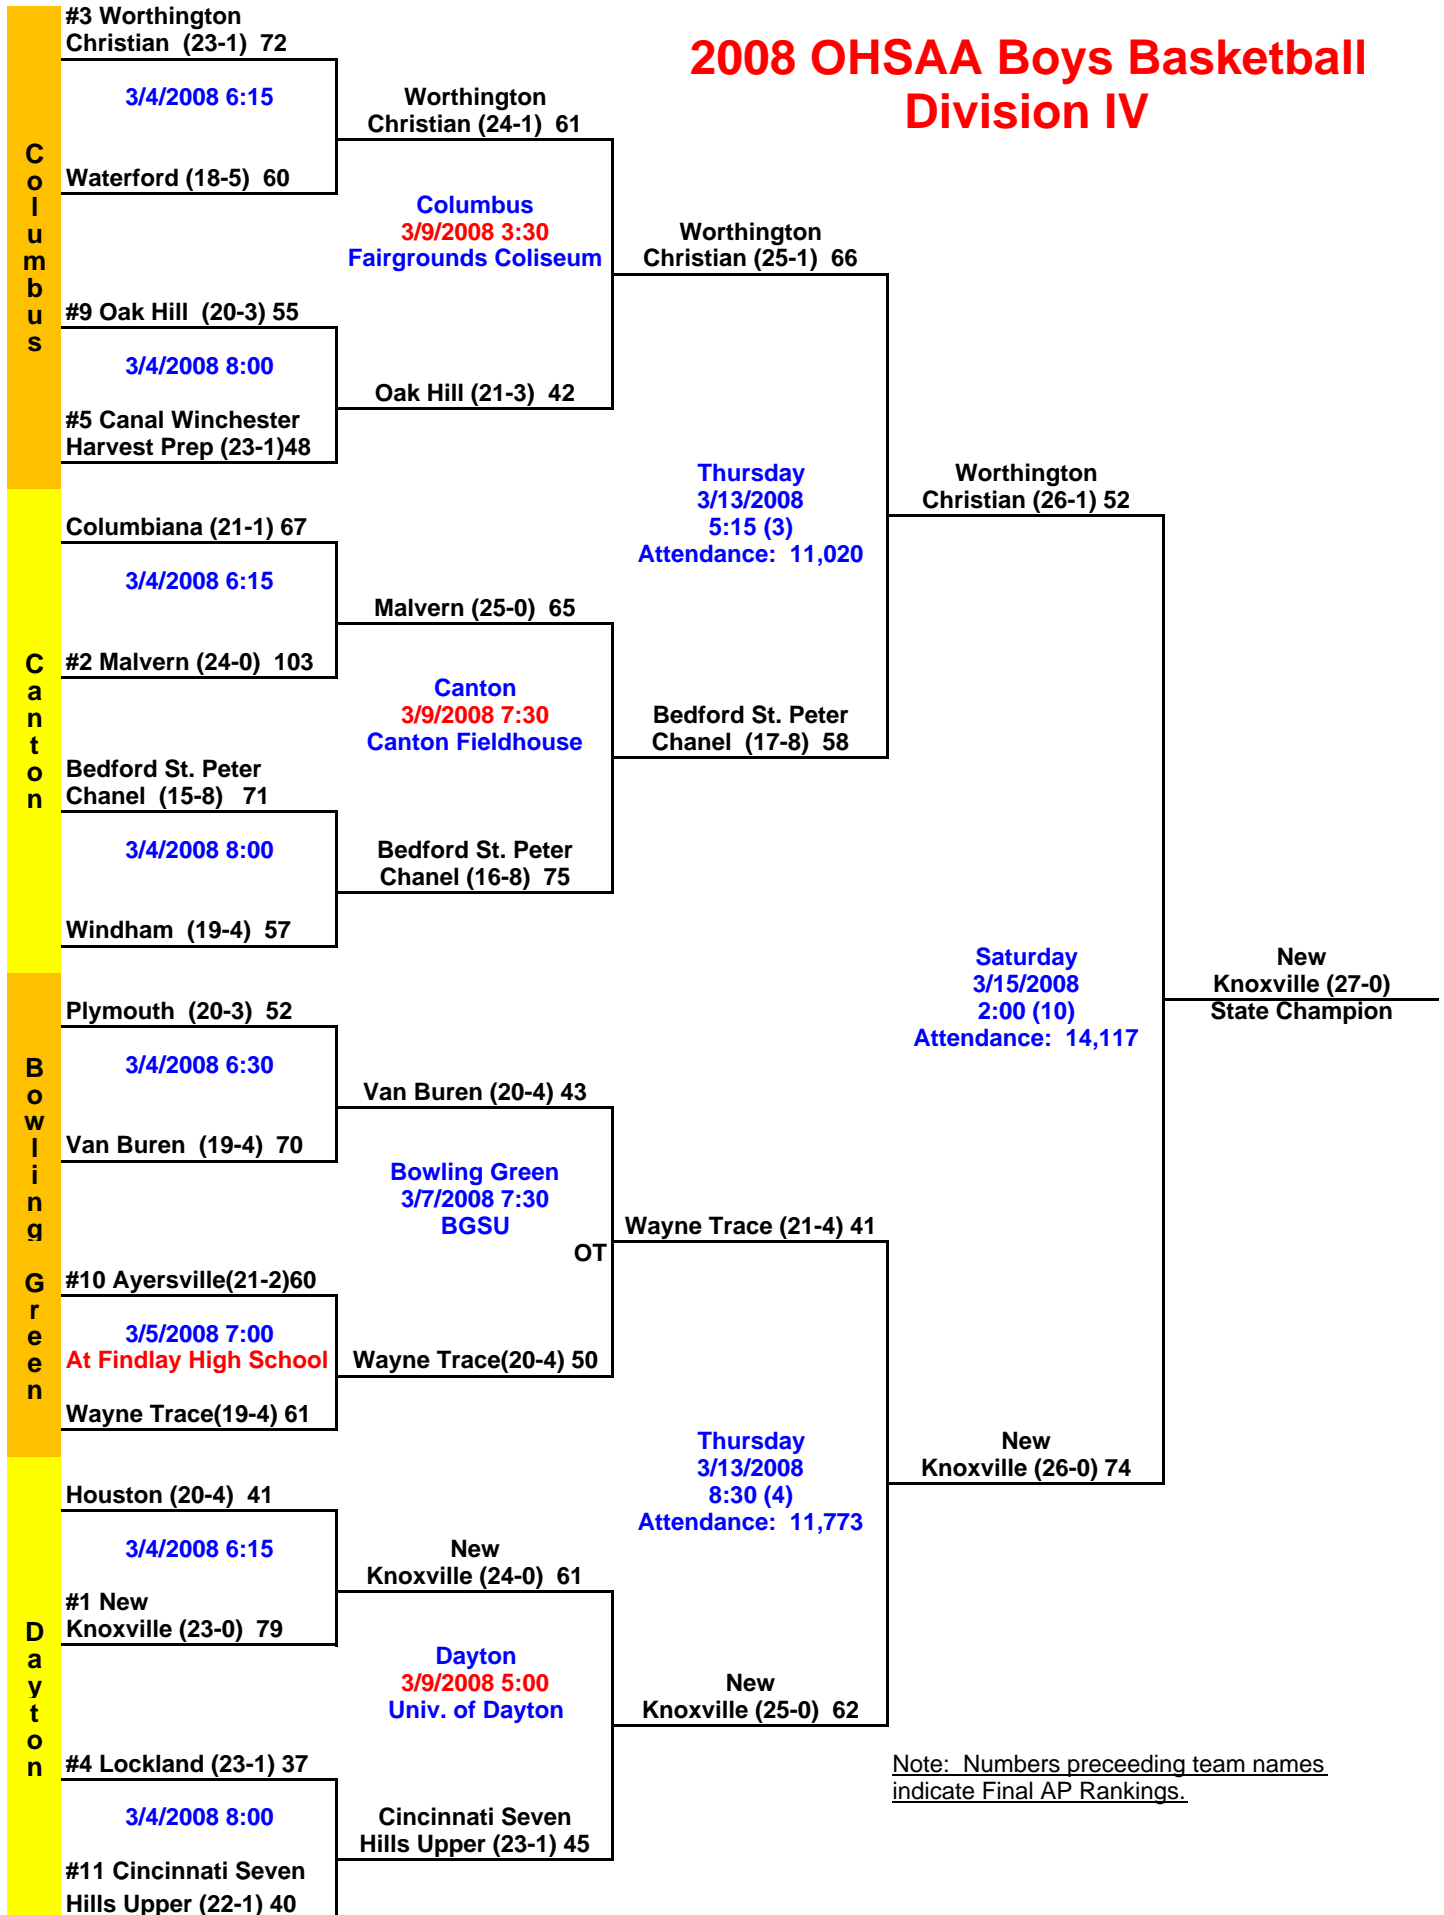 2008 OHSAA Boys Basketball
Division IV
Columbus
#3 Worthington
Christian  (23-1)  72
3/4/2008 6:15
Waterford (18-5)  60
#9 Oak Hill  (20-3) 55
3/4/2008 8:00
#5 Canal Winchester
Harvest Prep (23-1)48
Canton
Columbiana (21-1) 67
3/4/2008 6:15
#2 Malvern (24-0)  103
Bedford St. Peter
Chanel  (15-8)   71
3/4/2008 8:00
Windham  (19-4)  57
Bowling Green
Plymouth  (20-3)  52
3/4/2008 6:30
Van Buren  (19-4)  70
#10 Ayersville(21-2)60
3/5/2008 7:00
At Findlay High School
Wayne Trace(19-4) 61
Dayton
Houston (20-4)  41
3/4/2008 6:15
#1 New
Knoxville (23-0)  79
#4 Lockland (23-1) 37
3/4/2008 8:00
#11 Cincinnati Seven
Hills Upper (22-1) 40
Worthington
Christian (24-1)  61
Columbus
3/9/2008 3:30
Fairgrounds Coliseum
Oak Hill (21-3)  42
Malvern (25-0)  65
Canton
3/9/2008 7:30
Canton Fieldhouse
Bedford St. Peter
Chanel (16-8)  75
Van Buren (20-4) 43
Bowling Green
3/7/2008 7:30
BGSU
OT
Wayne Trace(20-4) 50
New
Knoxville (24-0)  61
Dayton
3/9/2008 5:00
Univ. of Dayton
Cincinnati Seven
Hills Upper (23-1) 45
Worthington
Christian (25-1)  66
Thursday
3/13/2008
5:15 (3)
Attendance:  11,020
Bedford St. Peter
Chanel  (17-8)  58
Wayne Trace (21-4) 41
Thursday
3/13/2008
8:30 (4)
Attendance:  11,773
New
Knoxville (25-0)  62
Worthington
Christian (26-1) 52
Saturday
3/15/2008
2:00 (10)
Attendance:  14,117
New
Knoxville (26-0) 74
New
Knoxville (27-0)
State Champion
Note:  Numbers preceeding team names
indicate Final AP Rankings.